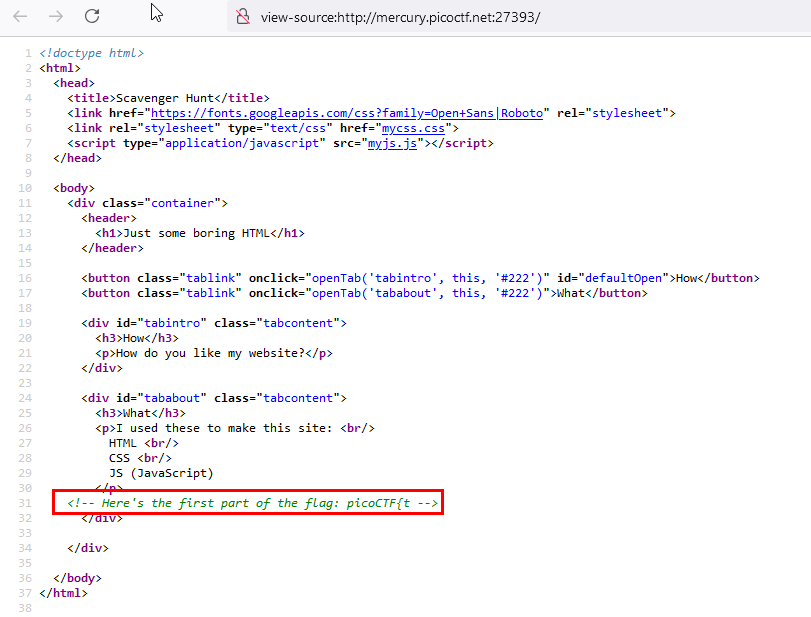 view-source:http://mercury.picoctf.net:27393/
1 <!doctype html>
2 <html>
3 <head>
4 <title>Scavenger Hunt</title>
5 <link href="https://fonts.googleapis.com/css?family=Open+Sans|Roboto" rel="stylesheet">
6 <link rel="stylesheet" type="text/css" href="mycss.css">
7 <script type="application/javascript" src="myjs.js"></script>
8 </head>
9
10 <body>
11 <div class="container">
12 <header>
13 <h1>Just some boring HTML</h1>
14 </header>
15
16 <button class="tablink" onclick="openTab('tabintro', this, '#222')" id="defaultOpen">How</button>
17 <button class="tablink" onclick="openTab('tababout', this, '#222')">What</button>
18
19 <div id="tabintro" class="tabcontent">
20 <h3>How</h3>
21 <p>How do you like my website?</p>
22 </div>
23
24 <div id="tababout" class="tabcontent">
25 <h3>What</h3>
26 <p>I used these to make this site: <br/>
27 HTML <br/>
28 CSS <br/>
29 JS (JavaScript)
30 </p>
31 <!-- Here's the first part of the flag: picoCTF{t -->
32 </div>
33
34 </div>
35
36 </body>
37 </html>
38